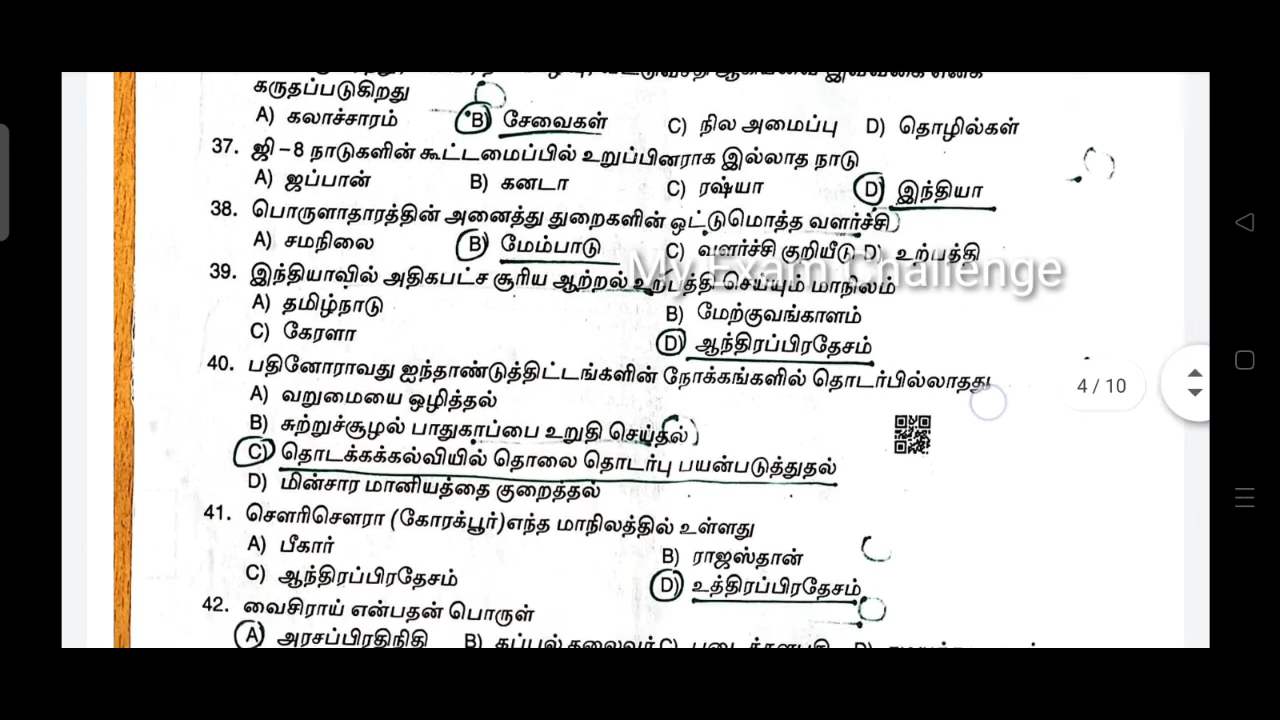 கருதப்படுகிறது
A) கலாச்சாரம் B) சேவைகள் C) நில அமைப்பு D) தொழில்கள்
37. ஜி – 8 நாடுகளின் கூட்டமைப்பில் உறுப்பினராக இல்லாத நாடு
A) ஜப்பான் B) கனடா C) ரஷ்யா D) இந்தியா
38. பொருளாதாரத்தின் அனைத்து துறைகளின் ஒட்டுமொத்த வளர்ச்சி
A) சமநிலை B) மேம்பாடு C) வளர்ச்சி குறியீடு D) உற்பத்தி
My Exam Challenge
39. இந்தியாவில் அதிகபட்ச சூரிய ஆற்றல் உற்பத்தி செய்யும் மாநிலம்
A) தமிழ்நாடு B) மேற்குவங்காளம்
C) கேரளா D) ஆந்திரப்பிரதேசம்
40. பதினோராவது ஐந்தாண்டுத்திட்டங்களின் நோக்கங்களில் தொடர்பில்லாதது
4 / 10
A) வறுமையை ஒழித்தல்
B) சுற்றுச்சூழல் பாதுகாப்பை உறுதி செய்தல்
C) தொடக்கக்கல்வியில் தொலை தொடர்பு பயன்படுத்துதல்
D) மின்சார மானியத்தை குறைத்தல்
41. சௌரிசௌரா (கோரக்பூர்)எந்த மாநிலத்தில் உள்ளது
A) பீகார் B) ராஜஸ்தான்
C) ஆந்திரப்பிரதேசம் D) உத்திரப்பிரதேசம்
42. வைசிராய் என்பதன் பொருள்
A) அரசப்பிரதிநிதி B) கப்பல் தலைவர் C)